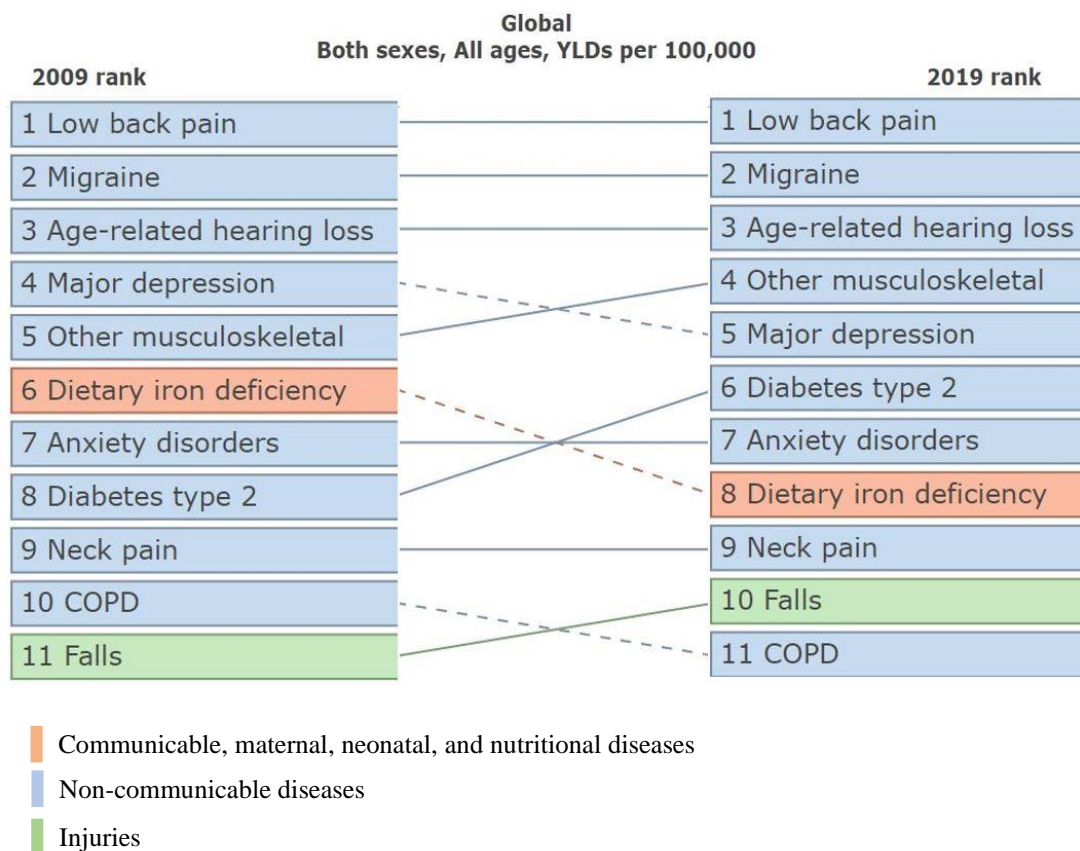 Global
Both sexes, All ages, YLDs per 100,000
2009 rank
2019 rank
1 Low back pain
2 Migraine
3 Age-related hearing loss
4 Major depression
5 Other musculoskeletal
6 Dietary iron deficiency
7 Anxiety disorders
8 Diabetes type 2
9 Neck pain
10 COPD
11 Falls
1 Low back pain
2 Migraine
3 Age-related hearing loss
4 Other musculoskeletal
5 Major depression
6 Diabetes type 2
7 Anxiety disorders
8 Dietary iron deficiency
9 Neck pain
10 Falls
11 COPD
Communicable, maternal, neonatal, and nutritional diseases
Non-communicable diseases
Injuries